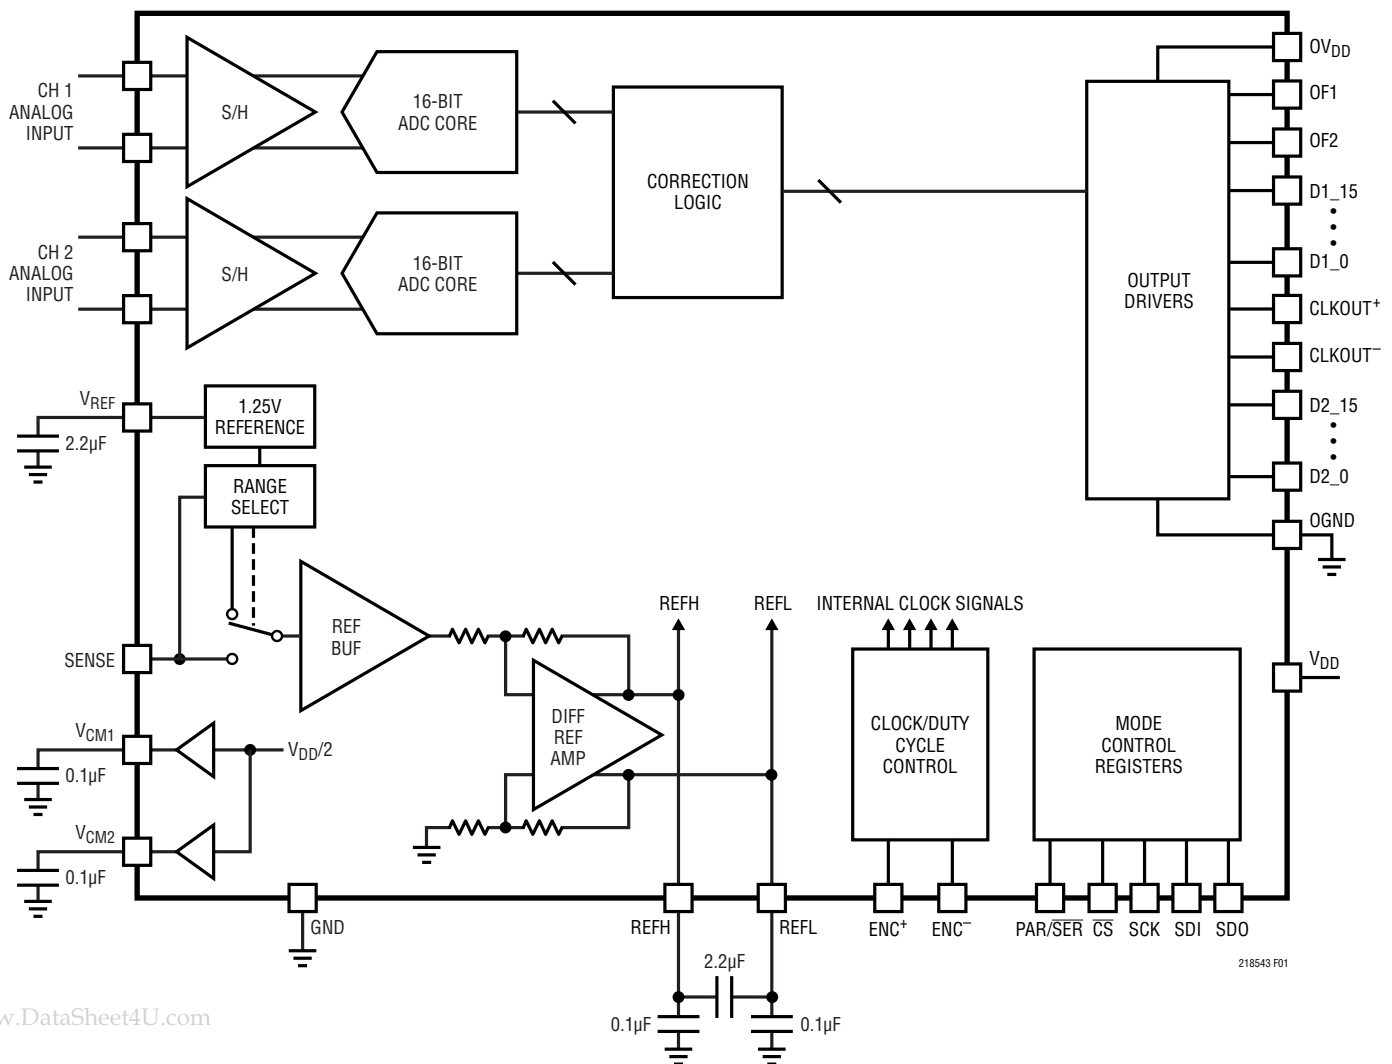 OVDD
OF1
OF2
D1_15
D1_0
CLKOUT+
CLKOUT–
D2_15
D2_0
OGND
VDD
CH 1
ANALOG
INPUT
S/H
16-BIT
ADC CORE
CORRECTION
LOGIC
OUTPUT
DRIVERS
CH 2
ANALOG
INPUT
S/H
16-BIT
ADC CORE
VREF
2.2µF
1.25V
REFERENCE
RANGE
SELECT
SENSE
REF
BUF
DIFF
REF
AMP
REFH
REFL
INTERNAL CLOCK SIGNALS
CLOCK/DUTY
CYCLE
CONTROL
MODE
CONTROL
REGISTERS
VCM1
0.1µF
VDD/2
VCM2
0.1µF
GND
REFH
REFL
ENC+
ENC–
PAR/SER
CS
SCK
SDI
SDO
2.2µF
0.1µF
0.1µF
218543 F01
w.DataSheet4U.com